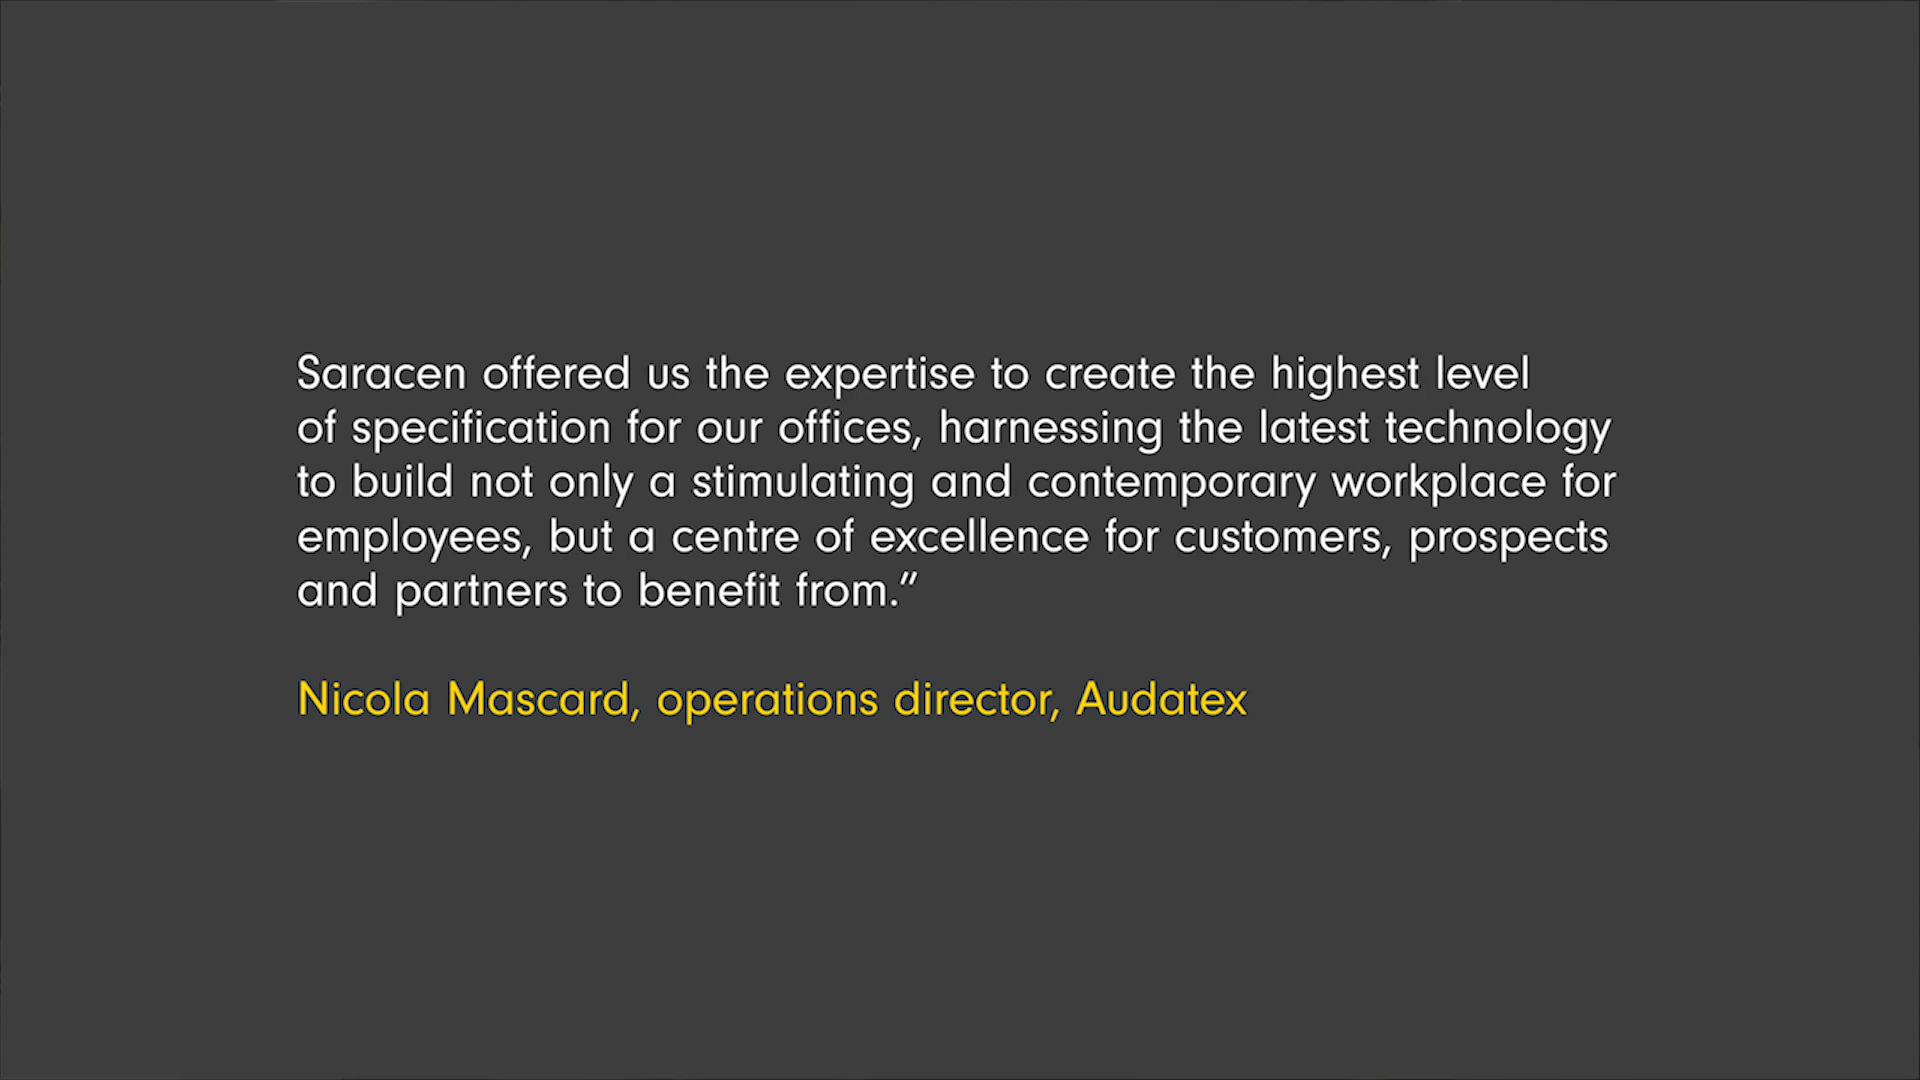 Saracen offered us the expertise to create the highest level
of specification for our offices, harnessing the latest technology
to build not only a stimulating and contemporary workplace for
employees, but a centre of excellence for customers, prospects
and partners to benefit from.”
Nicola Mascard, operations director, Audatex